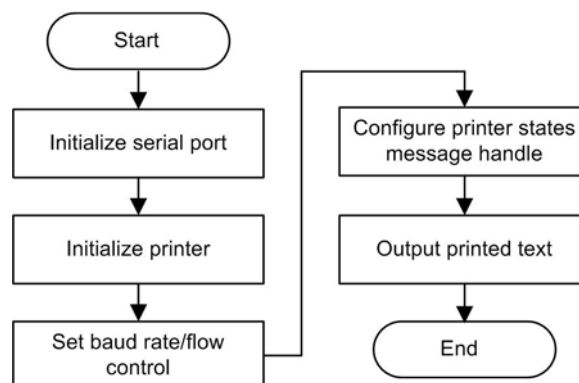 Start
Initialize serial port
Initialize printer
Set baud rate/flow
control
Configure printer states
message handle
Output printed text
End